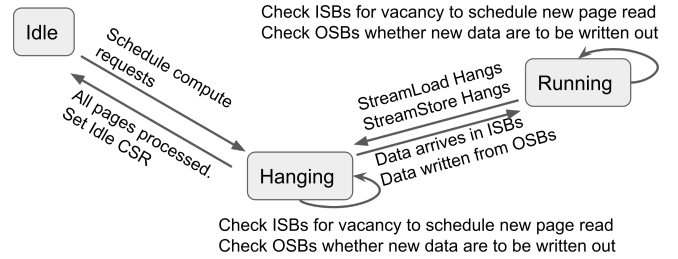 Check ISBs for vacancy to schedule new page read
Check OSBs whether new data are to be written out
Idle
Schedule compute
requests
All pages processed.
Set Idle CSR
StreamLoad Hangs
StreamStore Hangs
Running
Data arrives in ISBs
Data written from OSBs
Hanging
Check ISBs for vacancy to schedule new page read
Check OSBs whether new data are to be written out